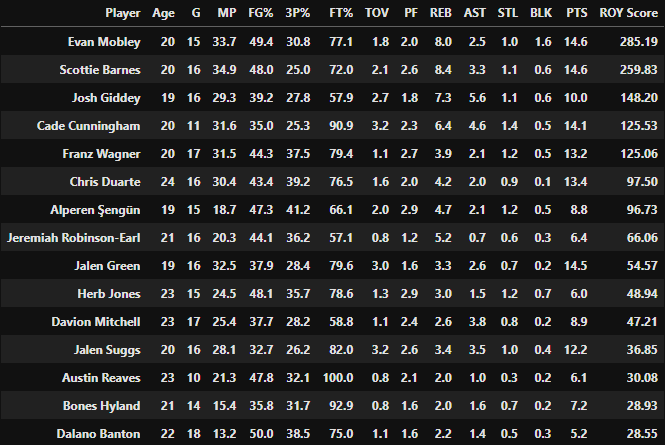 Player Age G MP FG% 3P% FT% TOV PF REB AST STL BLK PTS ROY Score
Evan Mobley 20 15 33.7 49.4 30.8 77.1 1.8 2.0 8.0 2.5 1.0 1.6 14.6 285.19
Scottie Barnes 20 16 34.9 48.0 25.0 72.0 2.1 2.6 8.4 3.3 1.1 0.6 14.6 259.83
Josh Giddey 19 16 29.3 39.2 27.8 57.9 2.7 1.8 7.3 5.6 1.1 0.6 10.0 148.20
Cade Cunningham 20 11 31.6 35.0 25.3 90.9 3.2 2.3 6.4 4.6 1.4 0.5 14.1 125.53
Franz Wagner 20 17 31.5 44.3 37.5 79.4 1.1 2.7 3.9 2.1 1.2 0.5 13.2 125.06
Chris Duarte 24 16 30.4 43.4 39.2 76.5 1.6 2.0 4.2 2.0 0.9 0.1 13.4 97.50
Alperen Şengün 19 15 18.7 47.3 41.2 66.1 2.0 2.9 4.7 2.1 1.2 0.5 8.8 96.73
Jeremiah Robinson-Earl 21 16 20.3 44.1 36.2 57.1 0.8 1.2 5.2 0.7 0.6 0.3 6.4 66.06
Jalen Green 19 16 32.5 37.9 28.4 79.6 3.0 1.6 3.3 2.6 0.7 0.2 14.5 54.57
Herb Jones 23 15 24.5 48.1 35.7 78.6 1.3 2.9 3.0 1.5 1.2 0.7 6.0 48.94
Davion Mitchell 23 17 25.4 37.7 28.2 58.8 1.1 2.4 2.6 3.8 0.8 0.2 8.9 47.21
Jalen Suggs 20 16 28.1 32.7 26.2 82.0 3.2 2.6 3.4 3.5 1.0 0.4 12.2 36.85
Austin Reaves 23 10 21.3 47.8 32.1 100.0 0.8 2.1 2.0 1.0 0.3 0.2 6.1 30.08
Bones Hyland 21 14 15.4 35.8 31.7 92.9 0.8 1.6 2.0 1.6 0.7 0.2 7.2 28.93
Dalano Banton 22 18 13.2 50.0 38.5 75.0 1.1 1.6 2.2 1.4 0.5 0.3 5.2 28.55